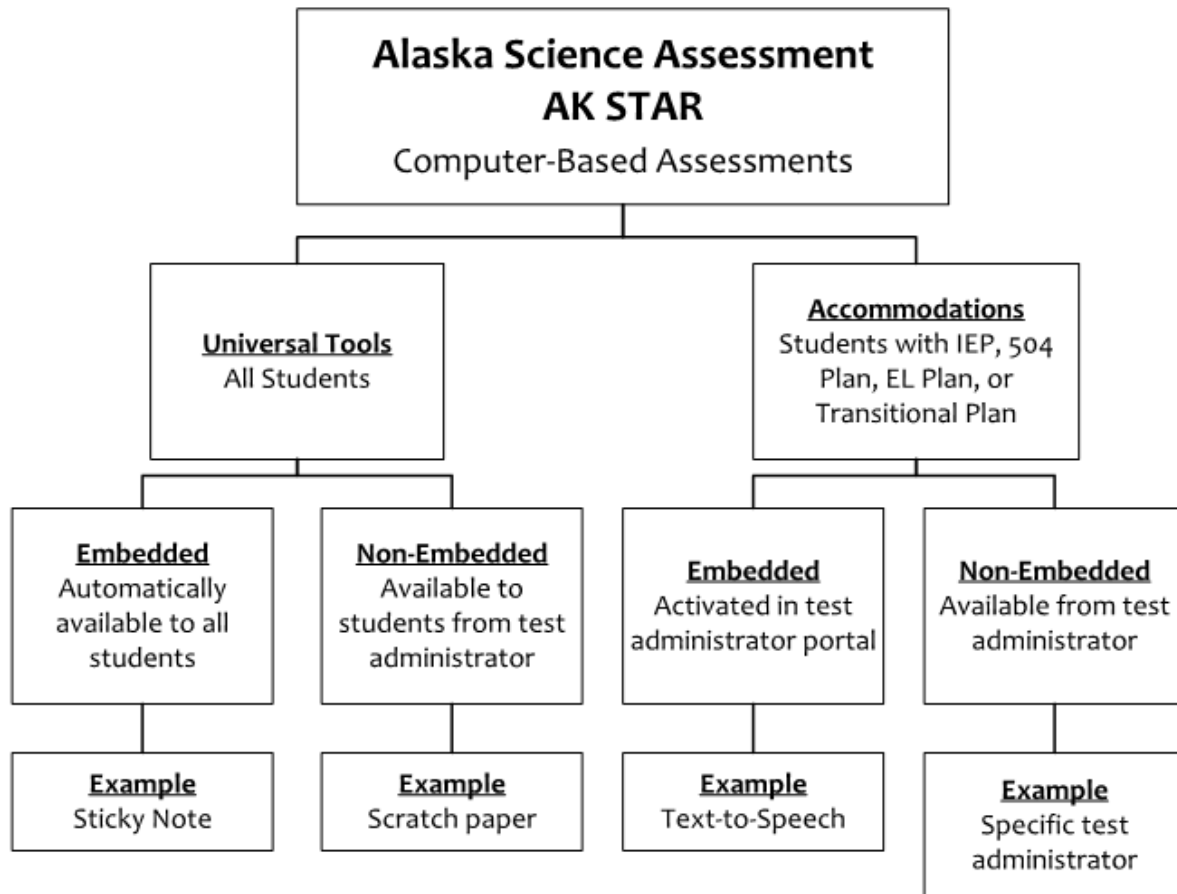 Alaska Science Assessment
AK STAR
Computer-Based Assessments
Universal Tools
All Students
Accommodations
Students with IEP, 504
Plan, EL Plan, or
Transitional Plan
Embedded
Automatically
available to all
students
Non-Embedded
Available to
students from test
administrator
Embedded
Activated in test
administrator portal
Non-Embedded
Available from test
administrator
Example
Sticky Note
Example
Scratch paper
Example
Text-to-Speech
Example
Specific test
administrator